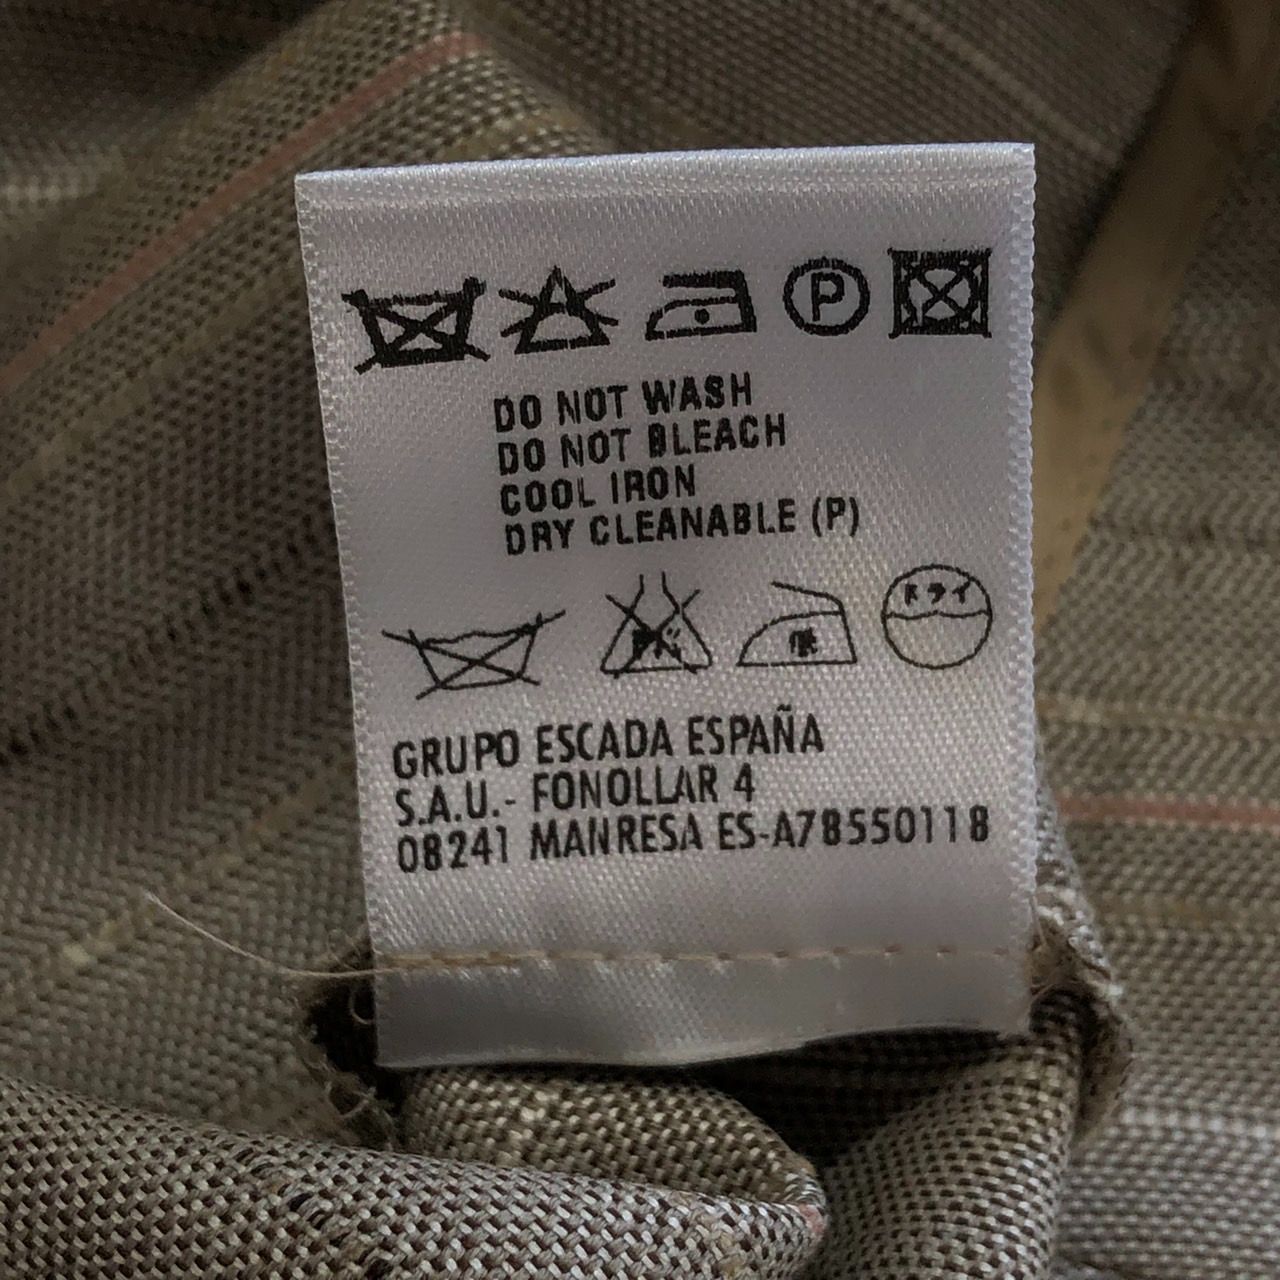 P
DO NOT WASH
DO NOT BLEACH
COOL IRON
DRY CLEANABLE (P)
ドライ
GRUPO ESCADA ESPAÑA
S.A.U.- FONOLLAR 4
08241 MANRESA ES-A78550118